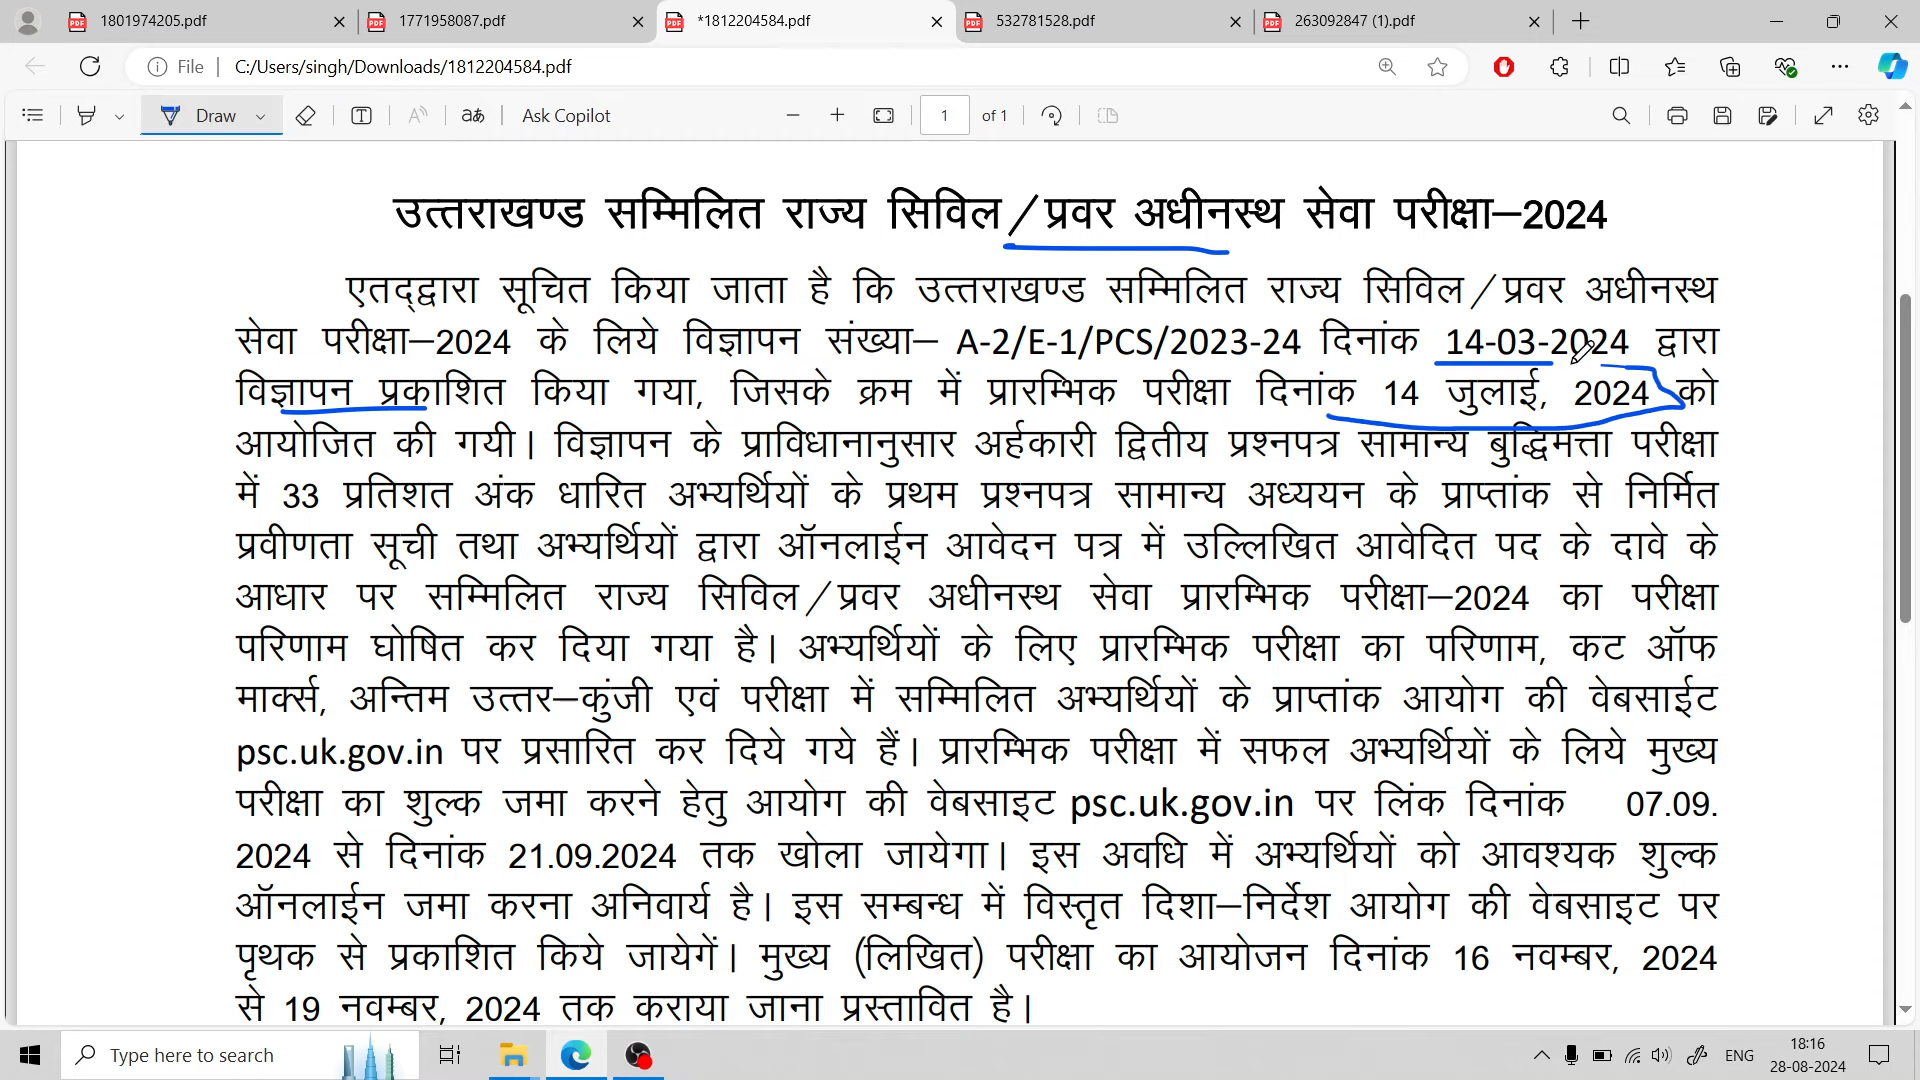 1801974205.pdf
1771958087.pdf
*1812204584.pdf
532781528.pdf
263092847 (1).pdf
File
C:/Users/singh/Downloads/1812204584.pdf
Draw
Ask Copilot
1 of 1
उत्तराखण्ड सम्मिलित राज्य सिविल/प्रवर अधीनस्थ सेवा परीक्षा–2024
एतद्द्वारा सूचित किया जाता है कि उत्तराखण्ड सम्मिलित राज्य सिविल/प्रवर अधीनस्थ
सेवा परीक्षा–2024 के लिये विज्ञापन संख्या– A-2/E-1/PCS/2023-24 दिनांक 14-03-2024 द्वारा
विज्ञापन प्रकाशित किया गया, जिसके क्रम में प्रारम्भिक परीक्षा दिनांक 14 जुलाई, 2024 को
आयोजित की गयी। विज्ञापन के प्राविधानानुसार अर्हकारी द्वितीय प्रश्नपत्र सामान्य बुद्धिमत्ता परीक्षा
में 33 प्रतिशत अंक धारित अभ्यर्थियों के प्रथम प्रश्नपत्र सामान्य अध्ययन के प्राप्तांक से निर्मित
प्रवीणता सूची तथा अभ्यर्थियों द्वारा ऑनलाईन आवेदन पत्र में उल्लिखित आवेदित पद के दावे के
आधार पर सम्मिलित राज्य सिविल/प्रवर अधीनस्थ सेवा प्रारम्भिक परीक्षा–2024 का परीक्षा
परिणाम घोषित कर दिया गया है। अभ्यर्थियों के लिए प्रारम्भिक परीक्षा का परिणाम, कट ऑफ
मार्क्स, अन्तिम उत्तर–कुंजी एवं परीक्षा में सम्मिलित अभ्यर्थियों के प्राप्तांक आयोग की वेबसाईट
psc.uk.gov.in पर प्रसारित कर दिये गये हैं। प्रारम्भिक परीक्षा में सफल अभ्यर्थियों के लिये मुख्य
परीक्षा का शुल्क जमा करने हेतु आयोग की वेबसाइट psc.uk.gov.in पर लिंक दिनांक 07.09.
2024 से दिनांक 21.09.2024 तक खोला जायेगा। इस अवधि में अभ्यर्थियों को आवश्यक शुल्क
ऑनलाईन जमा करना अनिवार्य है। इस सम्बन्ध में विस्तृत दिशा–निर्देश आयोग की वेबसाइट पर
पृथक से प्रकाशित किये जायेगें। मुख्य (लिखित) परीक्षा का आयोजन दिनांक 16 नवम्बर, 2024
से 19 नवम्बर, 2024 तक कराया जाना प्रस्तावित है।
Type here to search
ENG
18:16
28-08-2024